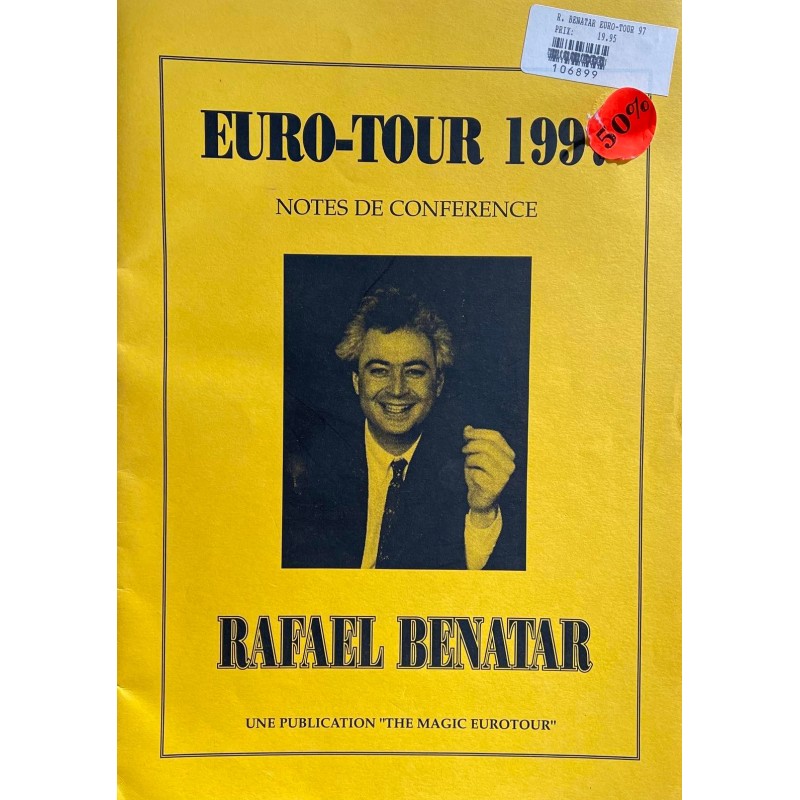 R. BENATAR EURO-TOUR 97
PRIX: 19.95
106899
50%
EURO-TOUR 199
NOTES DE CONFERENCE
RAFAEL BENATAR
UNE PUBLICATION "THE MAGIC EUROTOUR"